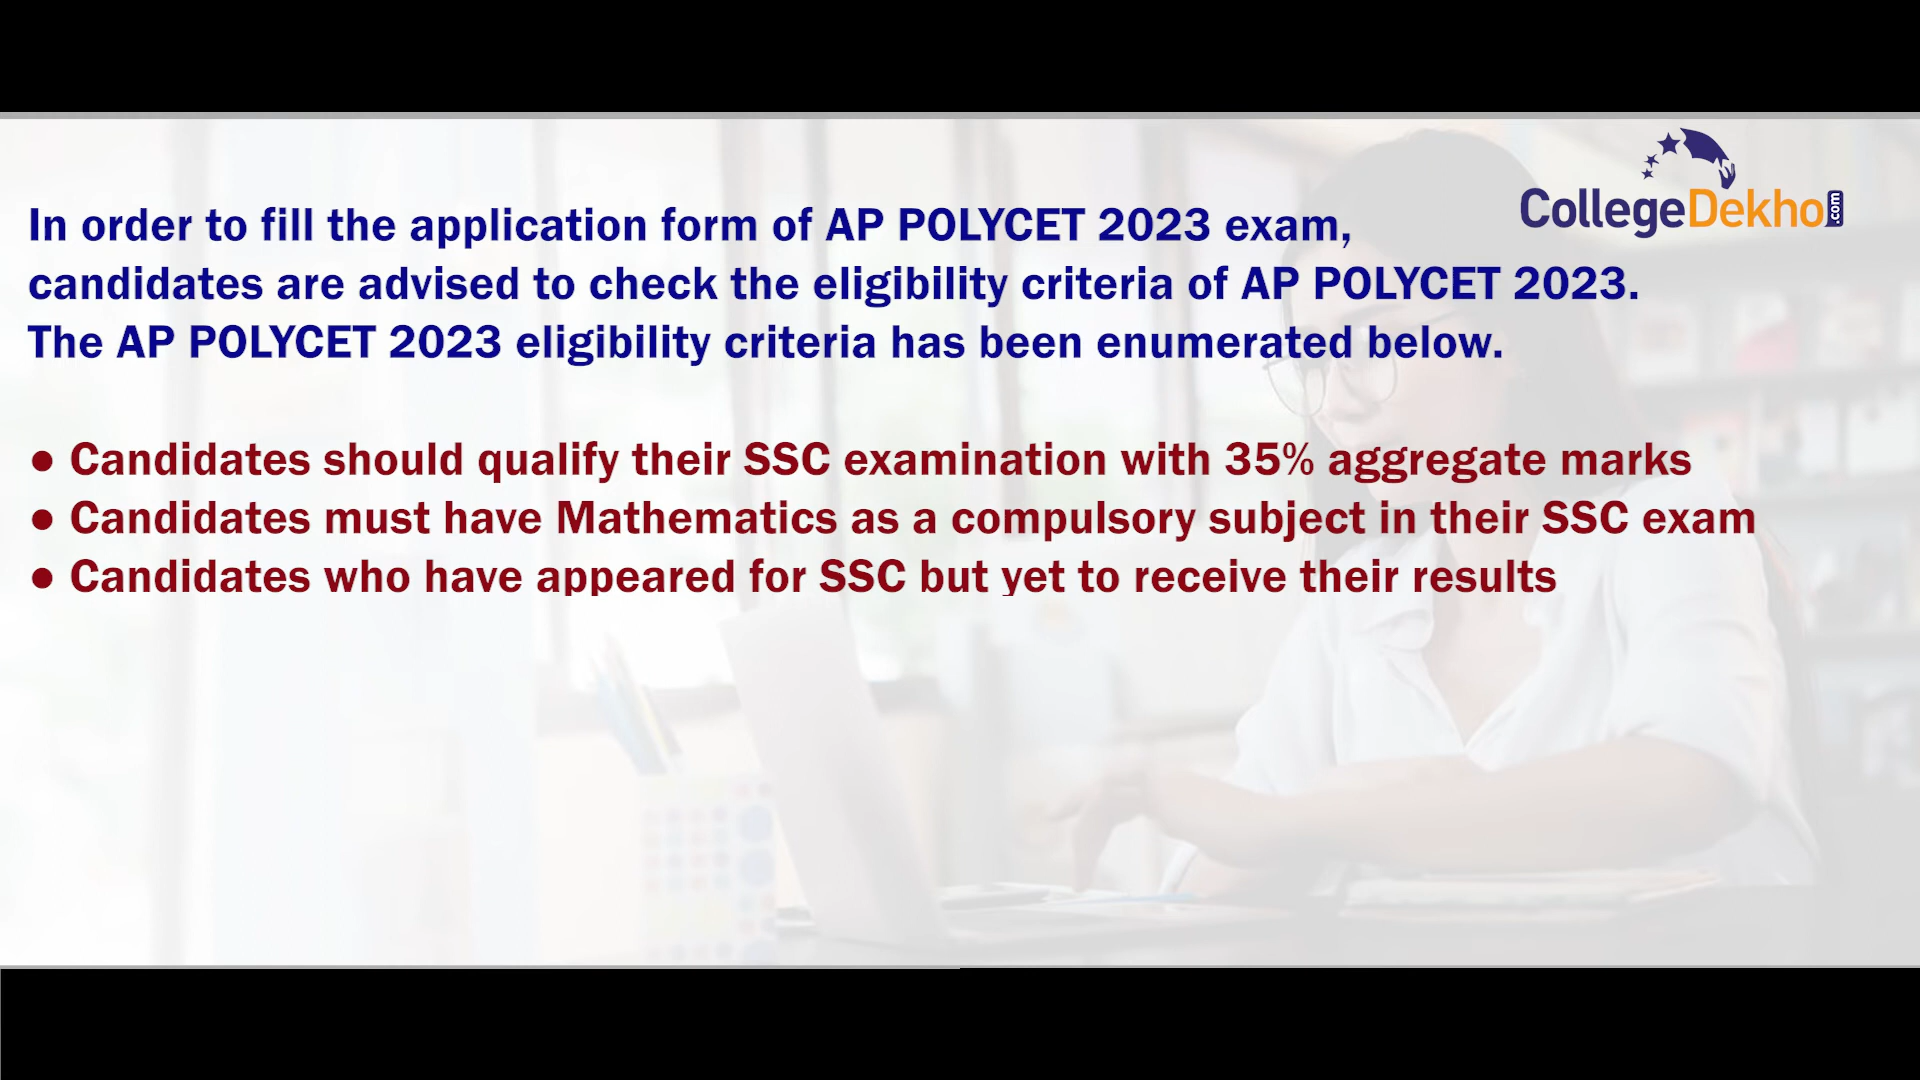 CollegeDekho.com
In order to fill the application form of AP POLYCET 2023 exam,
candidates are advised to check the eligibility criteria of AP POLYCET 2023.
The AP POLYCET 2023 eligibility criteria has been enumerated below.
● Candidates should qualify their SSC examination with 35% aggregate marks
● Candidates must have Mathematics as a compulsory subject in their SSC exam
● Candidates who have appeared for SSC but yet to receive their results